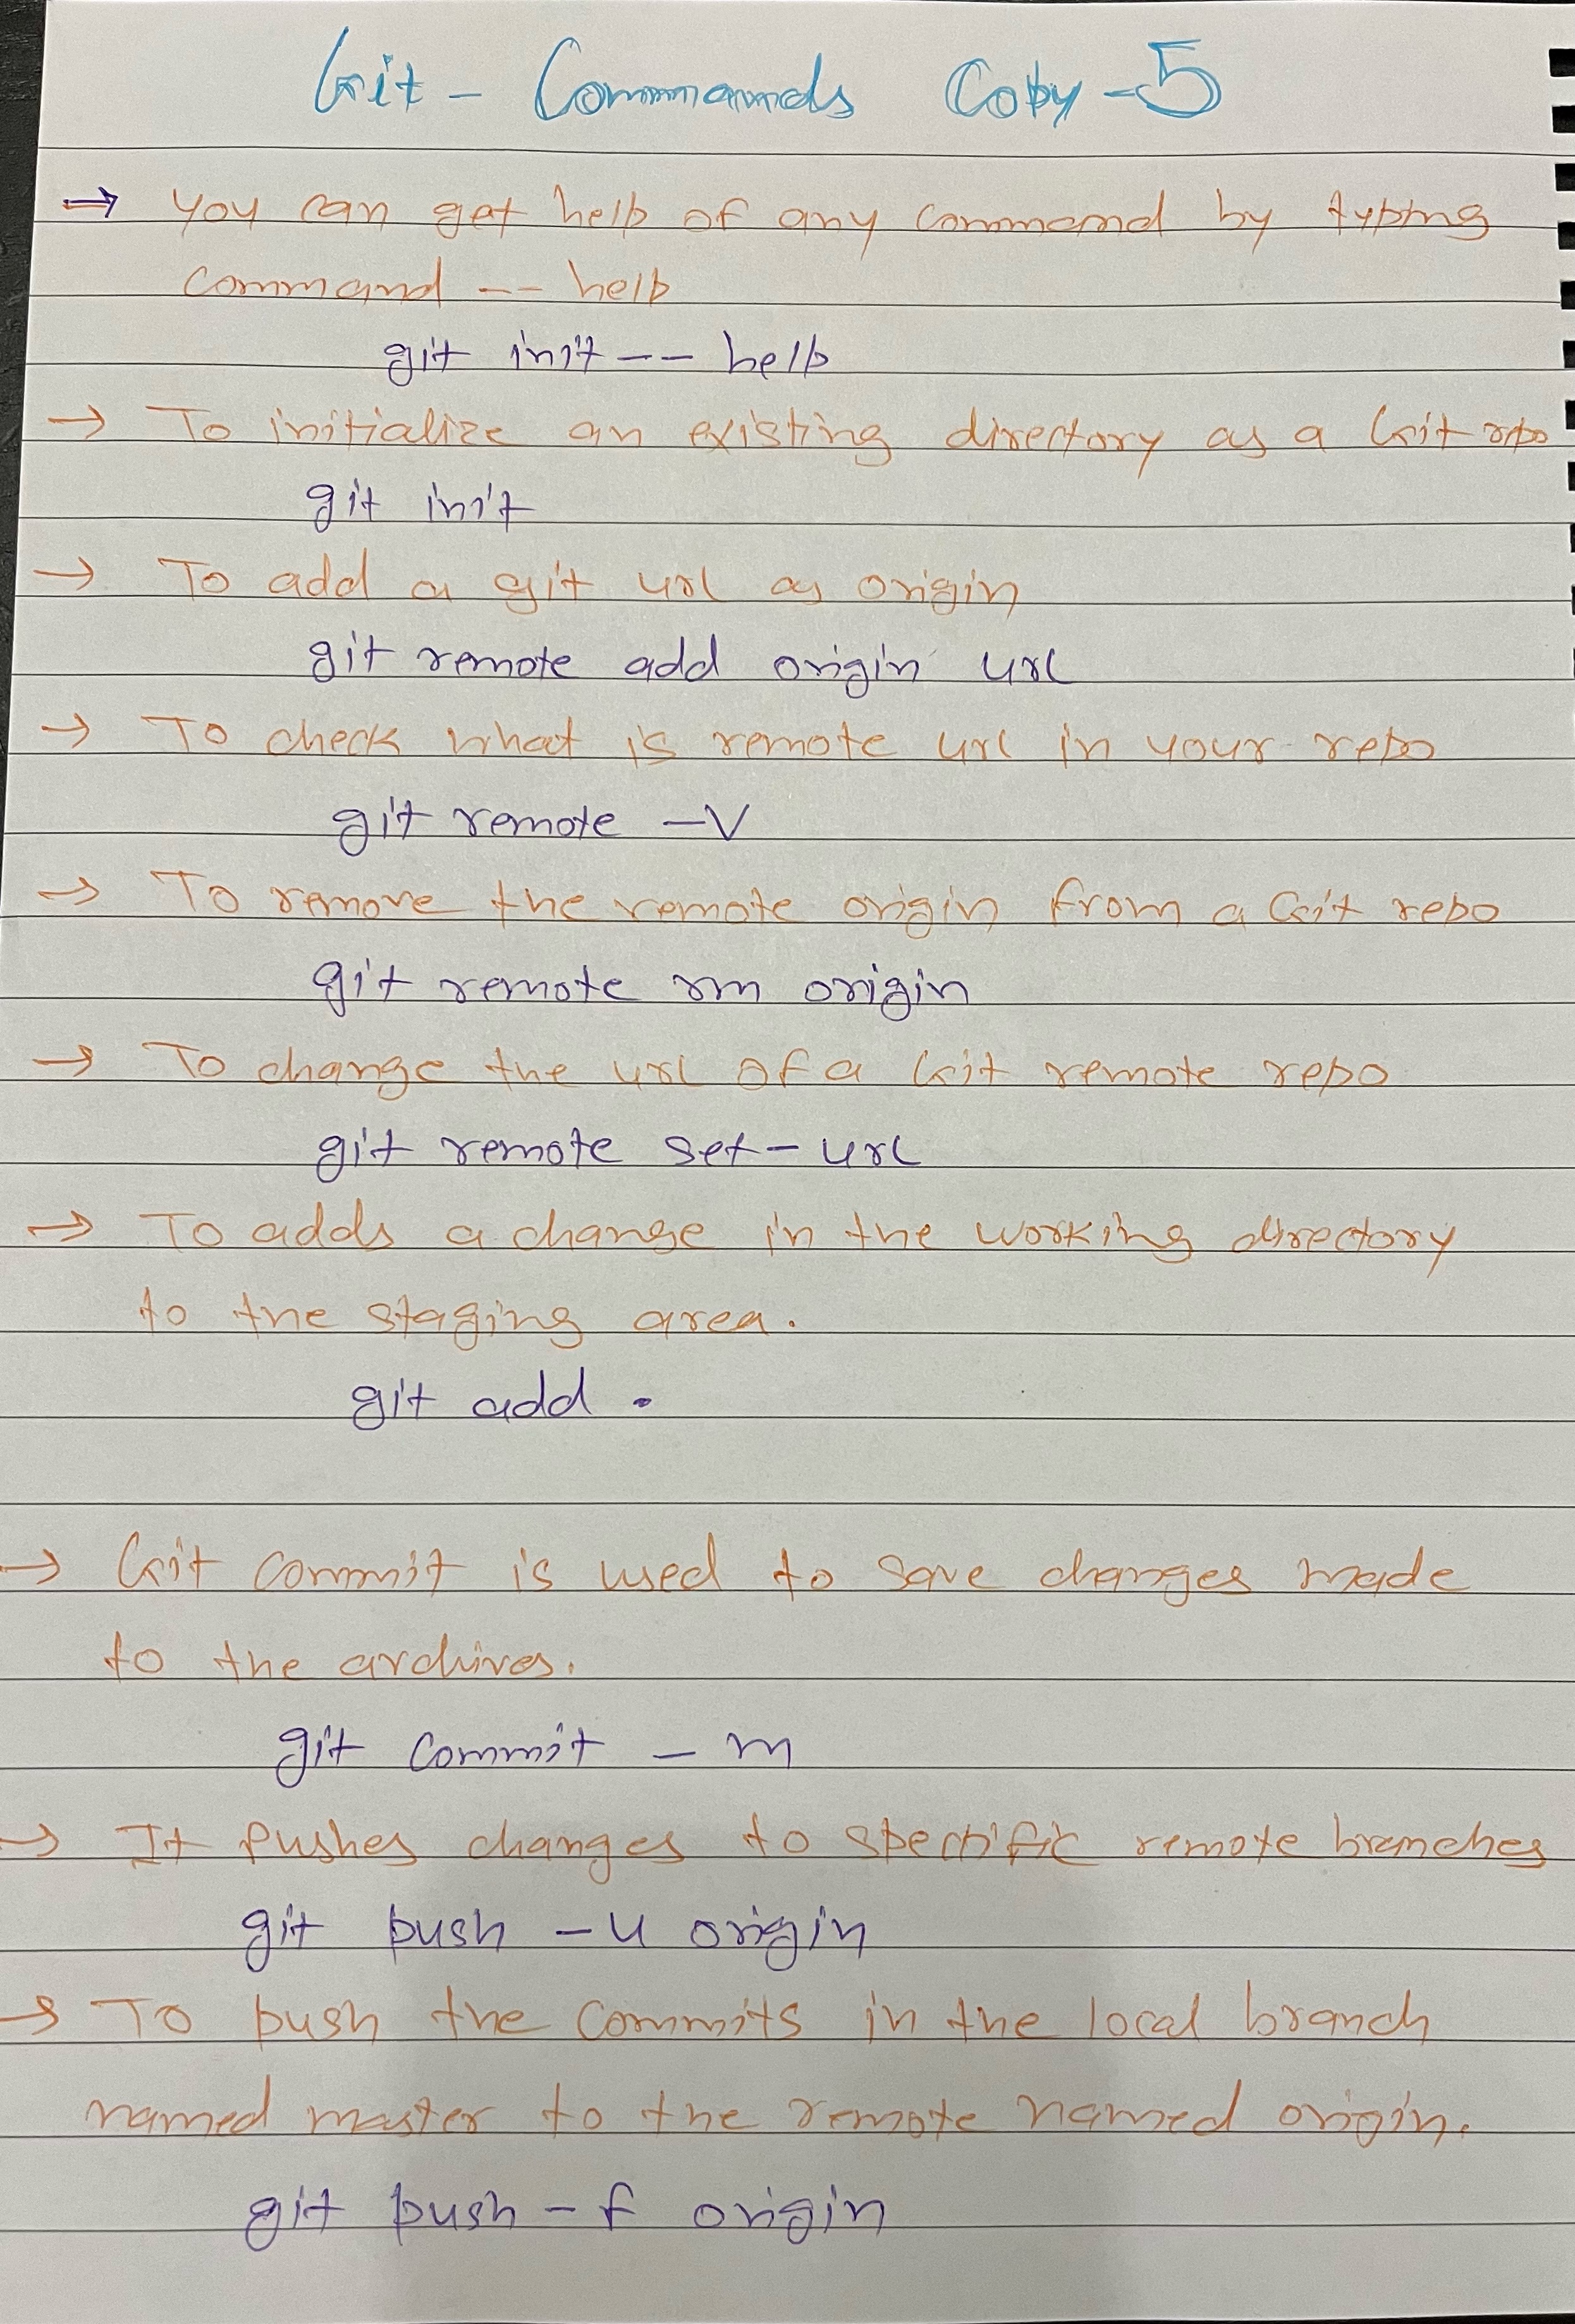 Git - Commands Copy -5
→ you can get help of any command by typing
command -- help
git init -- help
→ To initialize an existing directory as a Git repo
git init
→ To add a git url as origin
git remote add origin url
→ To check what is remote url in your repo
git remote -v
→ To remove the remote origin from a Git repo
git remote rm origin
→ To change the url of a Git remote repo
git remote set-url
→ To adds a change in the working directory
to the staging area.
git add .
→ Git commit is used to save changes made
to the archives.
git commit -m
→ It pushes changes to specific remote branches
git push -u origin
→ To push the commits in the local branch
named master to the remote named origin.
git push -f origin